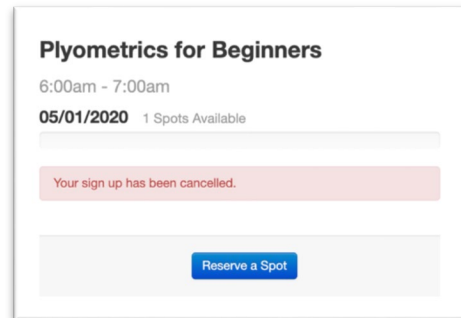 Plyometrics for Beginners
6:00am - 7:00am
05/01/2020 1 Spots Available
Your sign up has been cancelled.
Reserve a Spot